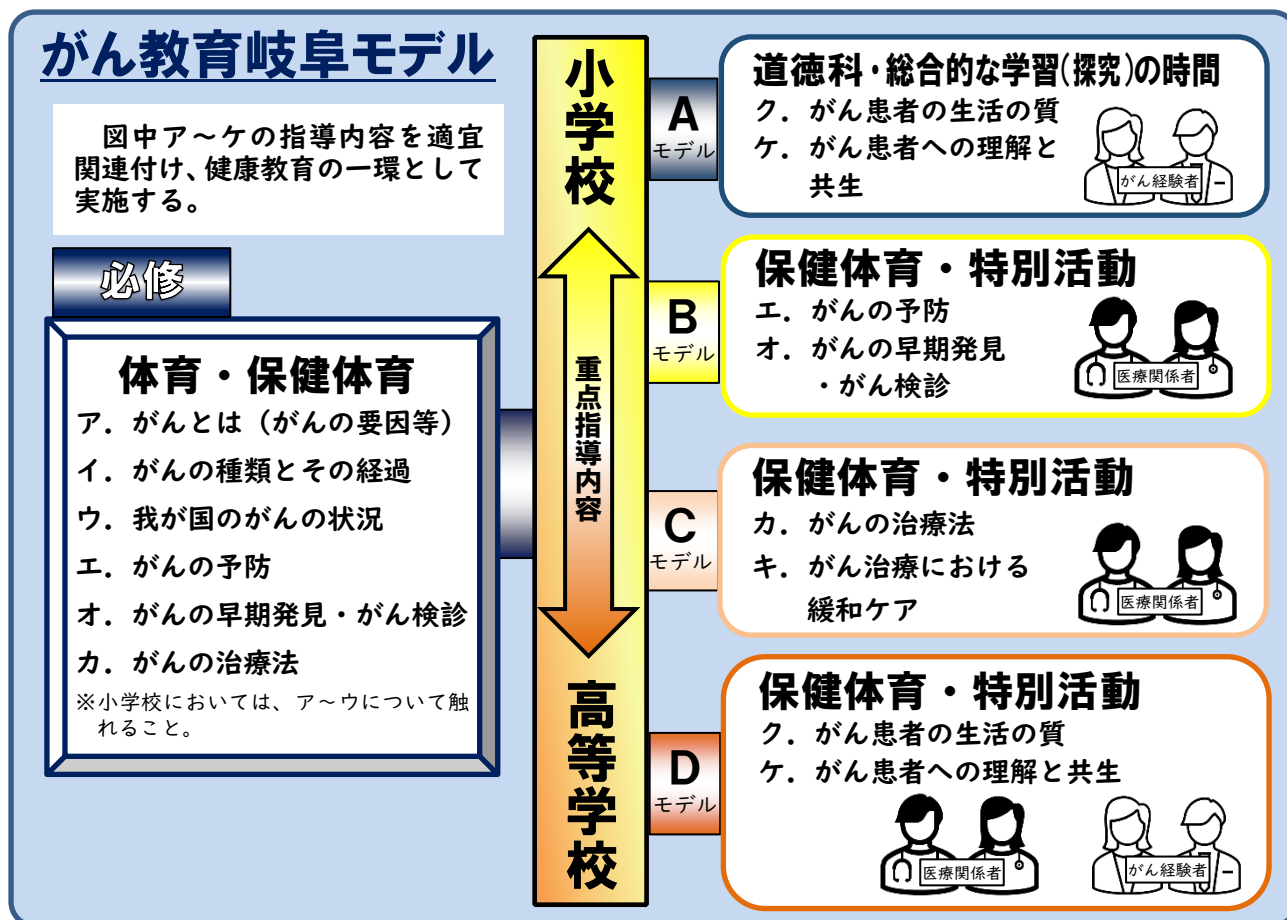 がん教育岐阜モデル
図中ア～ケの指導内容を適宜
関連付け、健康教育の一環として
実施する。
必修
体育・保健体育
ア．がんとは（がんの要因等）
イ．がんの種類とその経過
ウ．我が国のがんの状況
エ．がんの予防
オ．がんの早期発見・がん検診
カ．がんの治療法
※小学校においては、ア～ウについて触
れること。
小学校
重点指導内容
高等学校
A
モデル
道徳科・総合的な学習(探究)の時間
ク．がん患者の生活の質
ケ．がん患者への理解と
共生
がん経験者
B
モデル
保健体育・特別活動
エ．がんの予防
オ．がんの早期発見
・がん検診
医療関係者
C
モデル
保健体育・特別活動
カ．がんの治療法
キ．がん治療における
緩和ケア
医療関係者
D
モデル
保健体育・特別活動
ク．がん患者の生活の質
ケ．がん患者への理解と共生
医療関係者
がん経験者